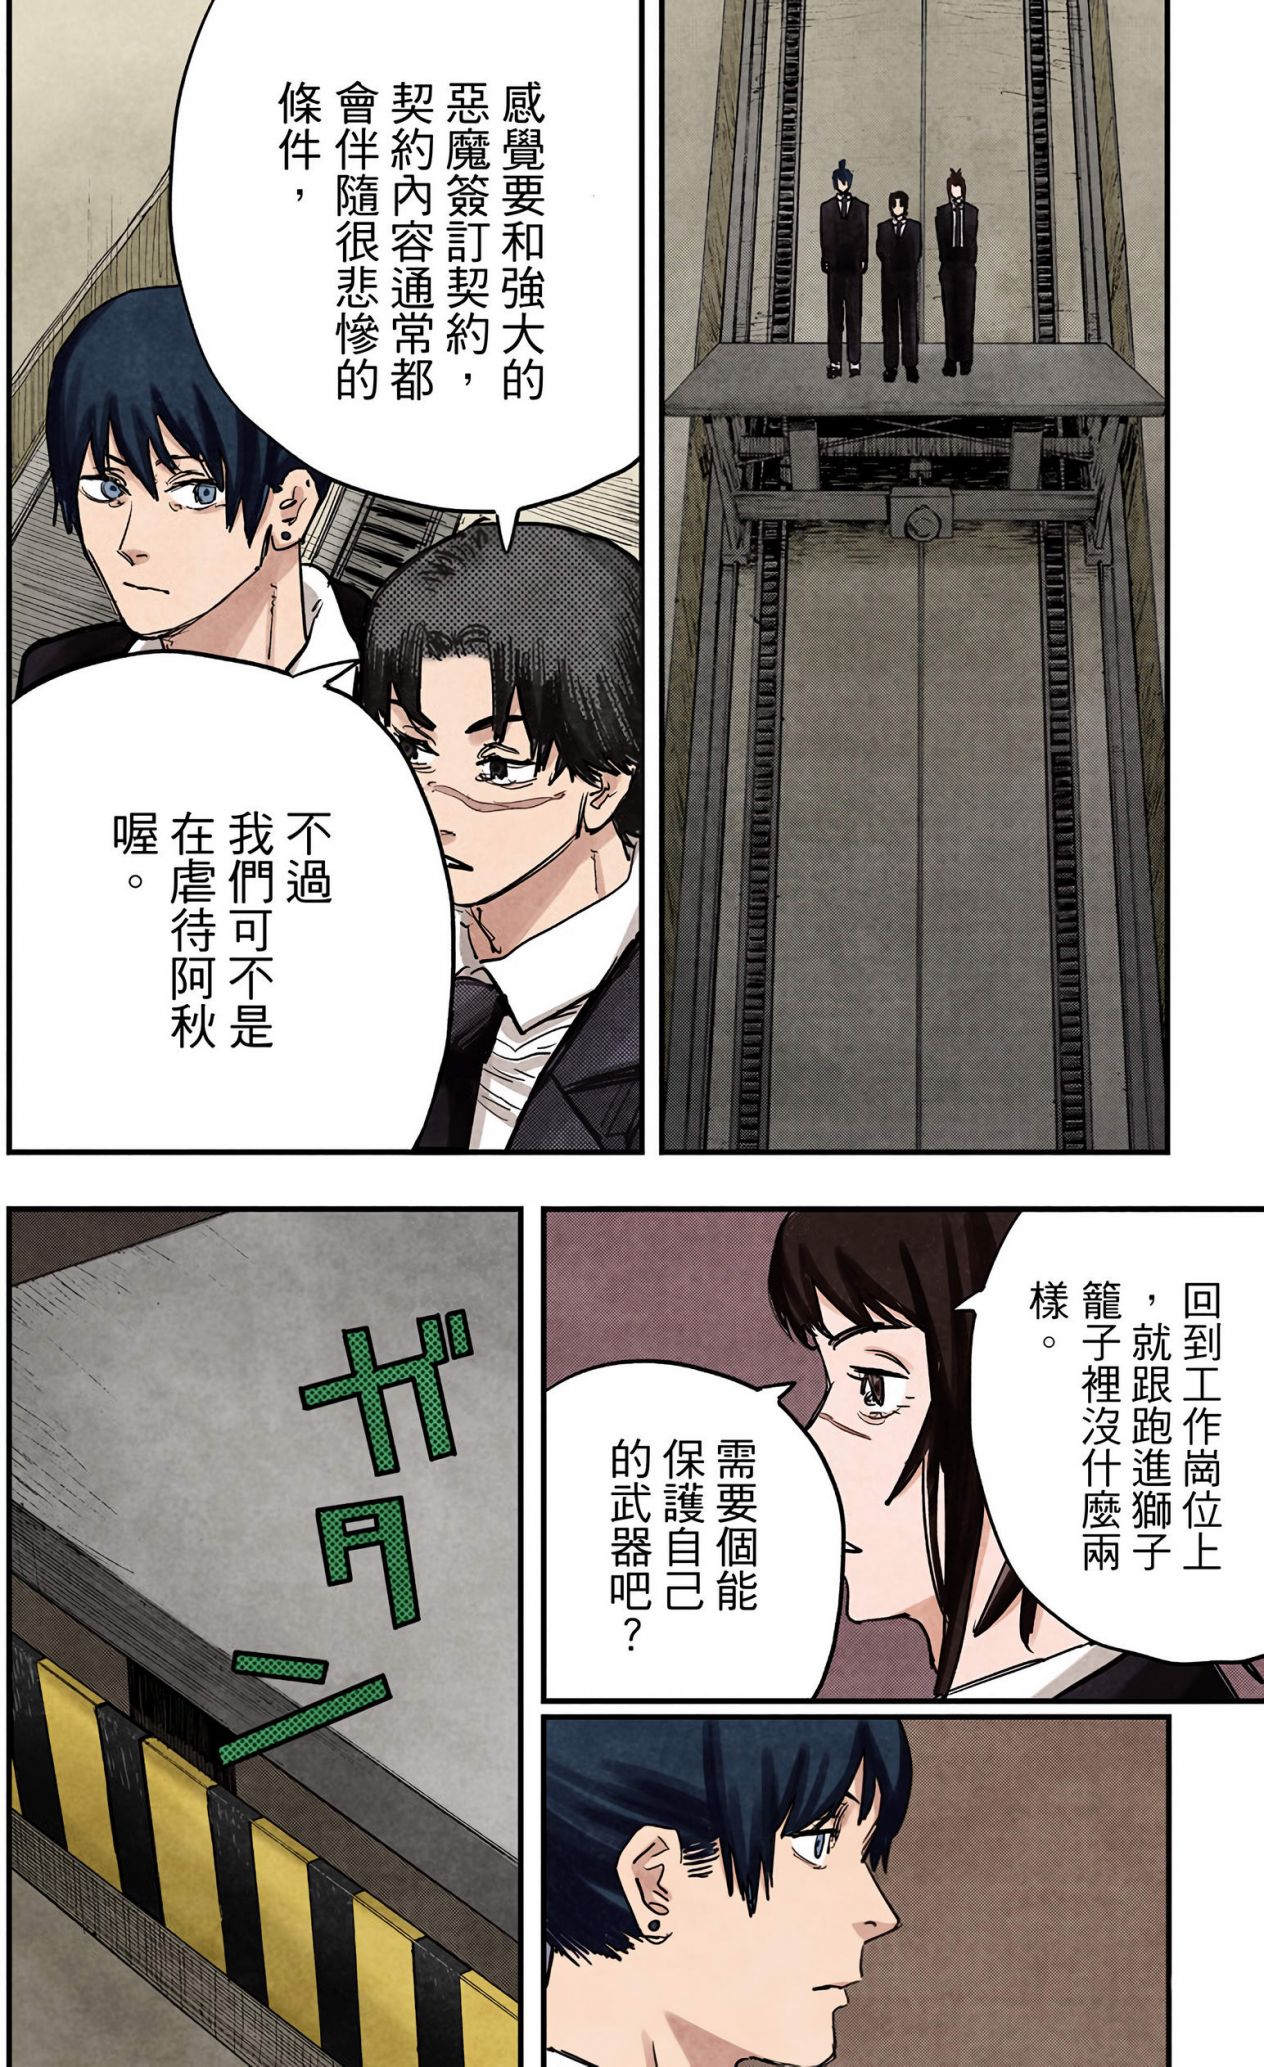 感覺要和強大的
惡魔簽訂契約，
契約內容通常都
會伴隨很悲慘的
條件，
不過
我們可不是
在虐待阿秋
喔。
回到工作崗位上
，就跟跑進獅子
籠子裡沒什麼兩
樣。
需要個能
保護自己
的武器吧？
ガタン